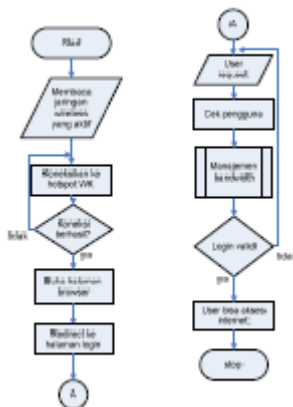 Start
Membaca
jaringan
wireless
yang aktif
Koneksikan ke
hotspot
Koneksi
berhasil?
tidak
ya
Buka halaman
browser
Redirect ke
halaman login
A
A
User
request
Cek pengguna
Manajemen
bandwidth
Login valid?
tidak
ya
User bisa akses
internet
stop